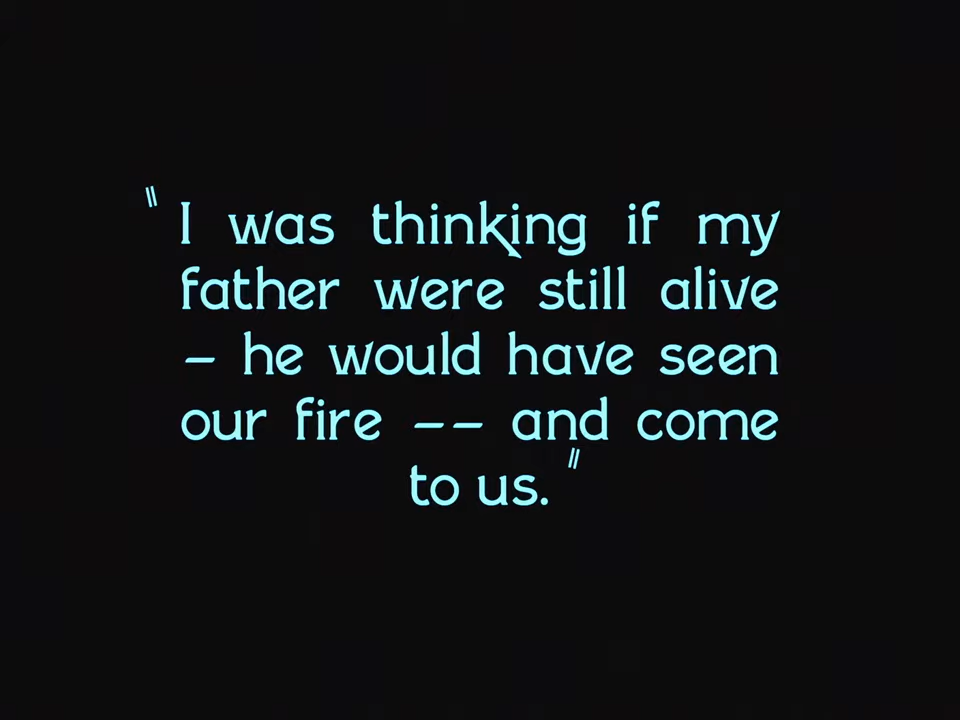 "I was thinking if my
father were still alive
— he would have seen
our fire —— and come
to us."